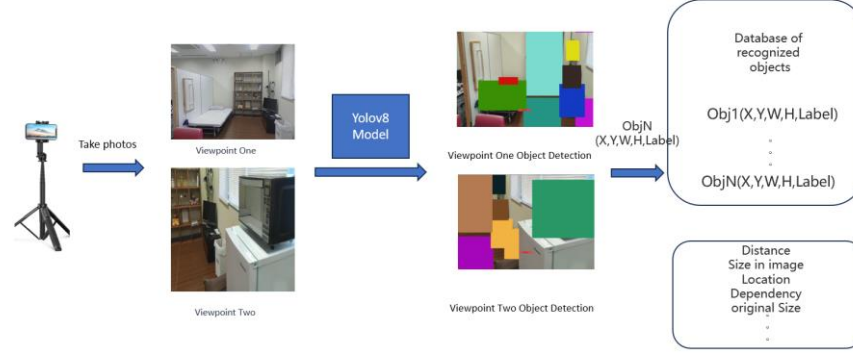 Take photos
Viewpoint One
Viewpoint Two
Yolov8
Model
Viewpoint One Object Detection
Viewpoint Two Object Detection
ObjN
(X,Y,W,H,Label)
Database of
recognized
objects
Obj1(X,Y,W,H,Label)
ObjN(X,Y,W,H,Label)
Distance
Size in image
Location
Dependency
original Size